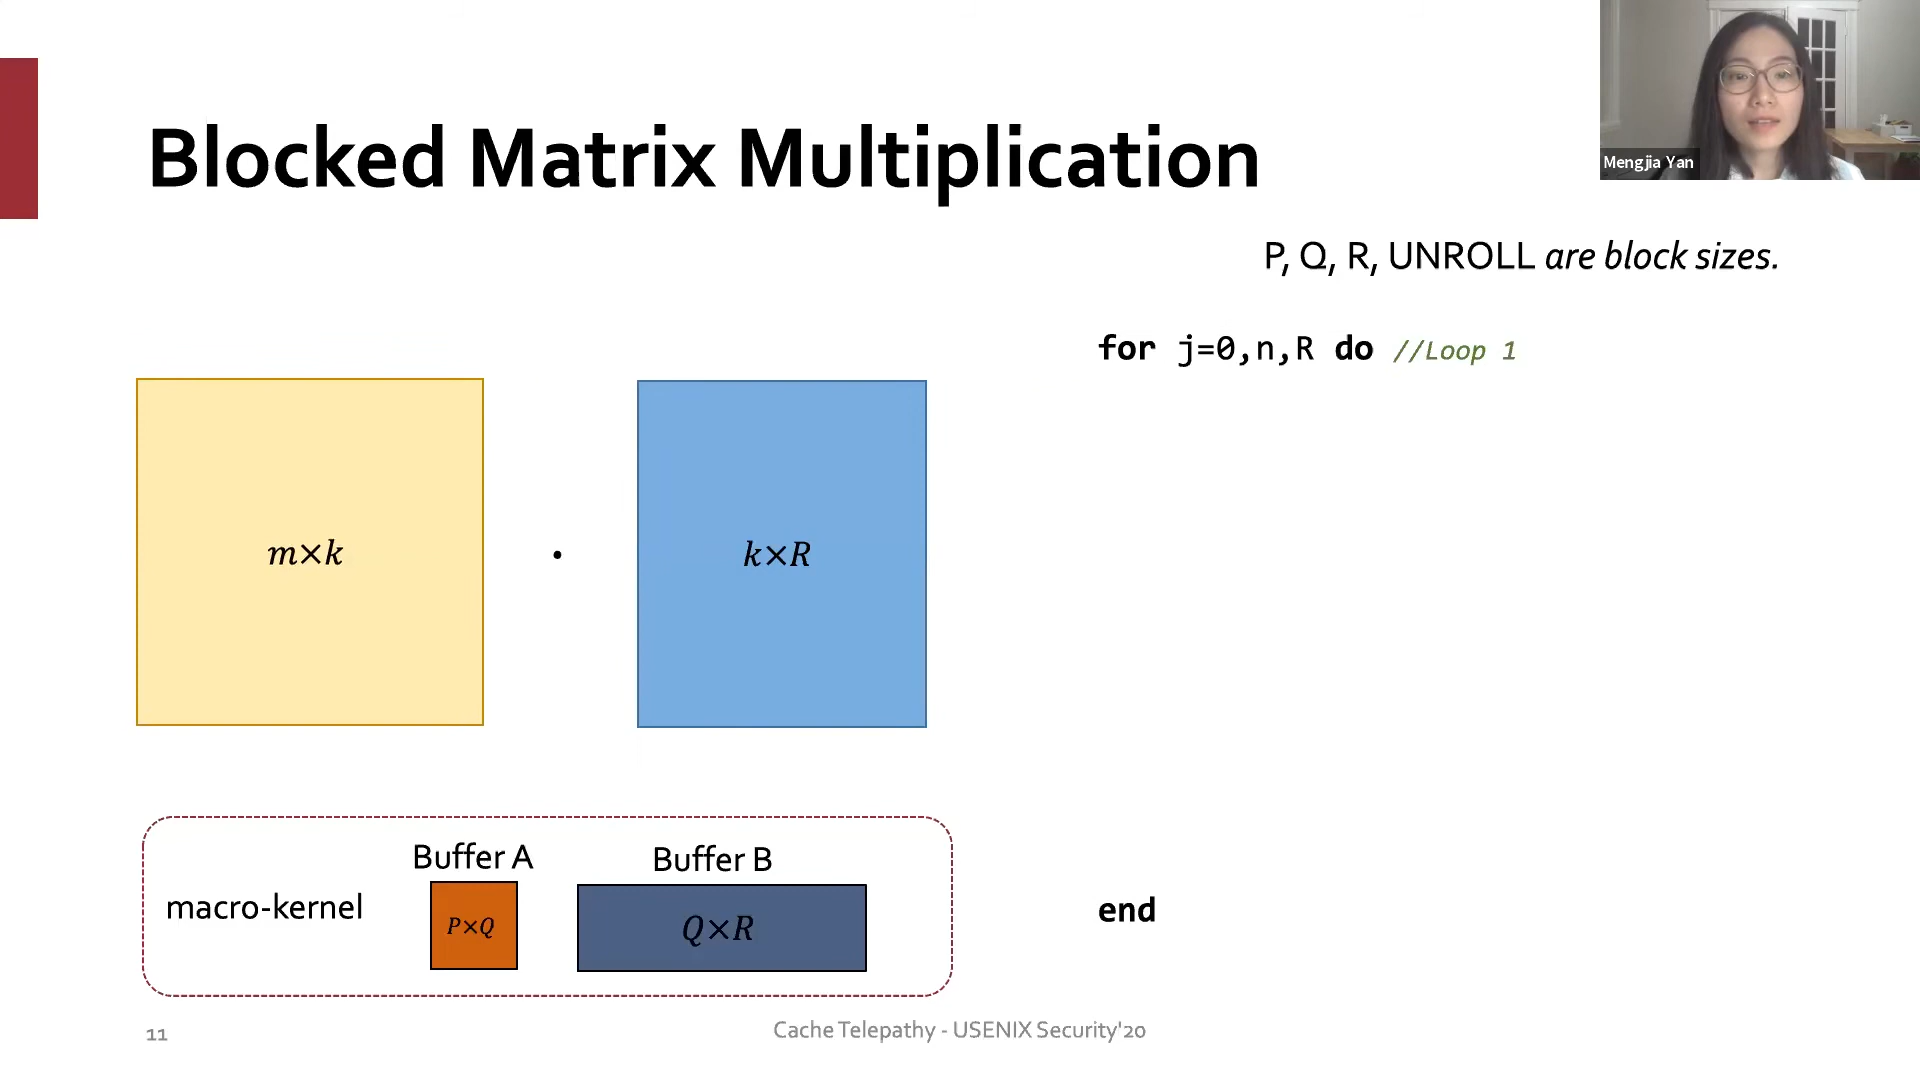 Blocked Matrix Multiplication
Mengjia Yan
P, Q, R, UNROLL are block sizes.
for j=0,n,R do //Loop 1
m×k
·
k×R
Buffer A
Buffer B
macro-kernel
P×Q
Q×R
end
11
Cache Telepathy - USENIX Security'20